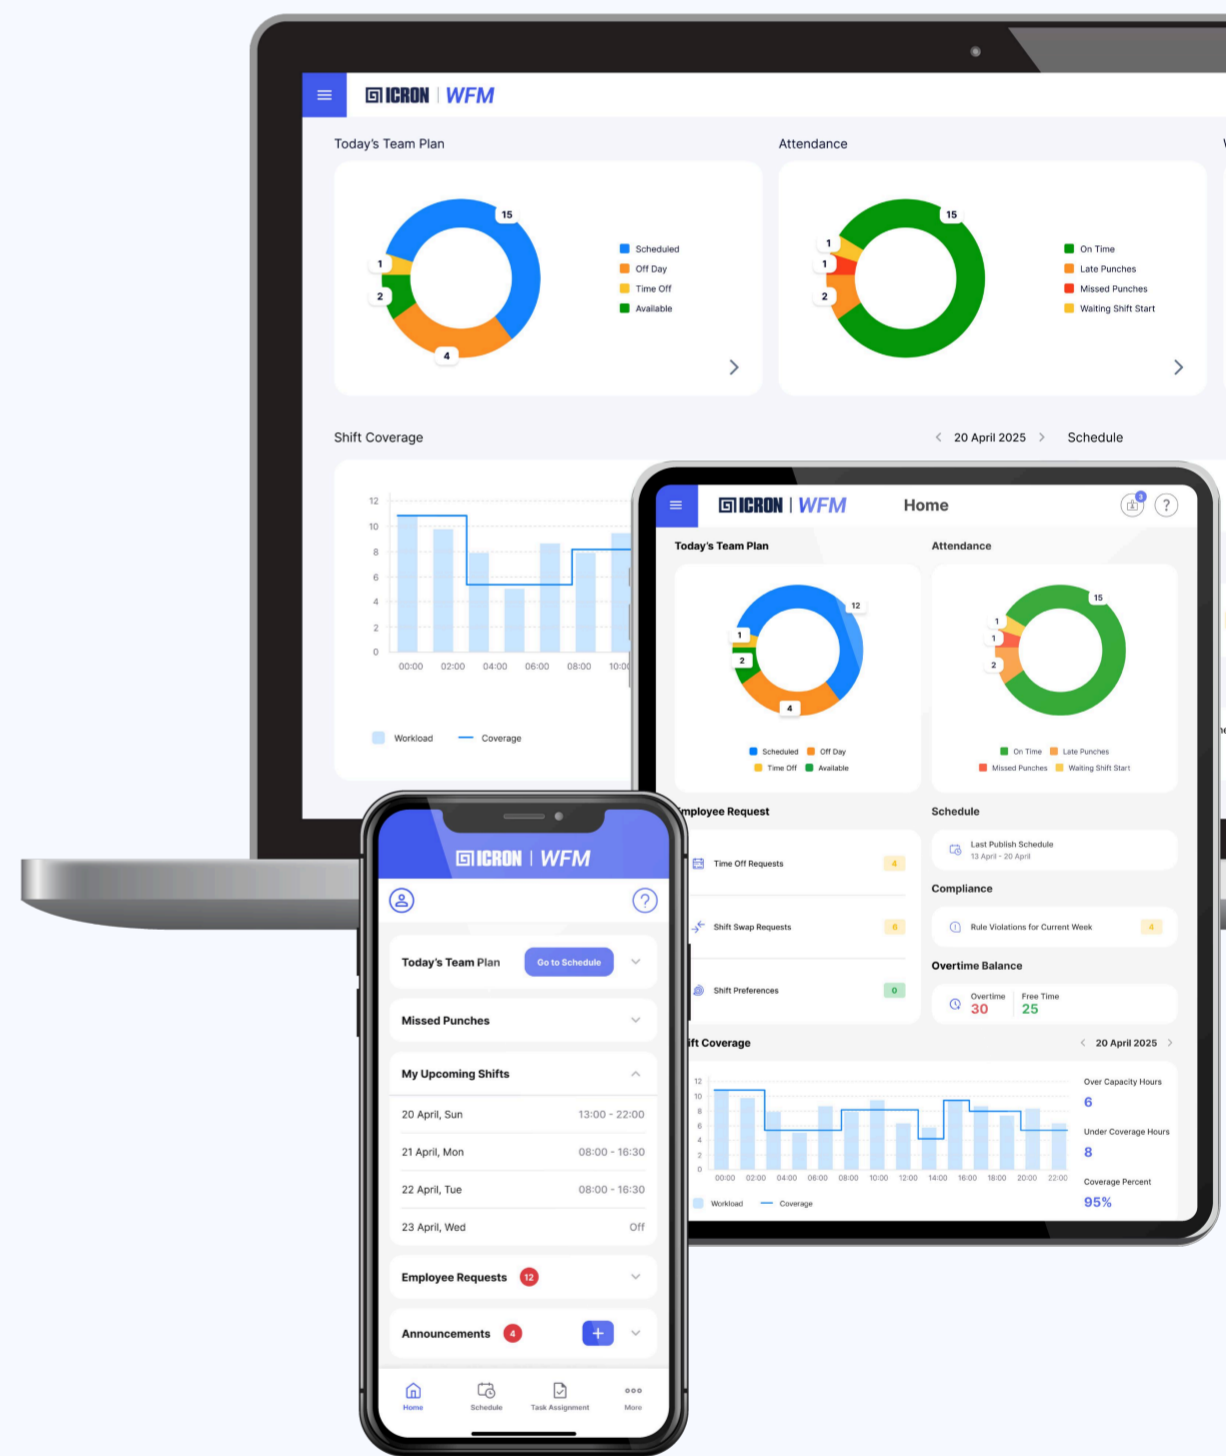 ICRON | WFM
Today's Team Plan
Attendance
15
1
2
4
Scheduled
Off Day
Time Off
Available
15
1
1
2
On Time
Late Punches
Missed Punches
Waiting Shift Start
Shift Coverage
20 April 2025
Schedule
12
10
8
6
4
2
0
00:00 02:00 04:00 06:00 08:00
Workload
Coverage
ICRON | WFM
Home
3
?
Today's Team Plan
Attendance
12
1
2
4
Scheduled Off Day
Time Off Available
15
1
1
2
On Time Late Punches
Missed Punches Waiting Shift Start
Schedule
Time Off Requests 4
Shift Swap Requests 6
Shift Preferences 0
Last Publish Schedule
13 April - 20 April
Compliance
Rule Violations for Current Week 4
Overtime Balance
Overtime Free Time
30 25
Coverage
20 April 2025
12
10
8
6
4
2
0
00:00 02:00 04:00 06:00 08:00 10:00 12:00 14:00 16:00 18:00 20:00 22:00
Workload Coverage
Over Capacity Hours
6
Under Coverage Hours
8
Coverage Percent
95%
ICRON | WFM
?
Today's Team Plan Go to Schedule
Missed Punches
My Upcoming Shifts
20 April, Sun 13:00 - 22:00
21 April, Mon 08:00 - 16:30
22 April, Tue 08:00 - 16:30
23 April, Wed Off
Employee Requests 12
Announcements 4 +
Home Schedule Task Assignment More